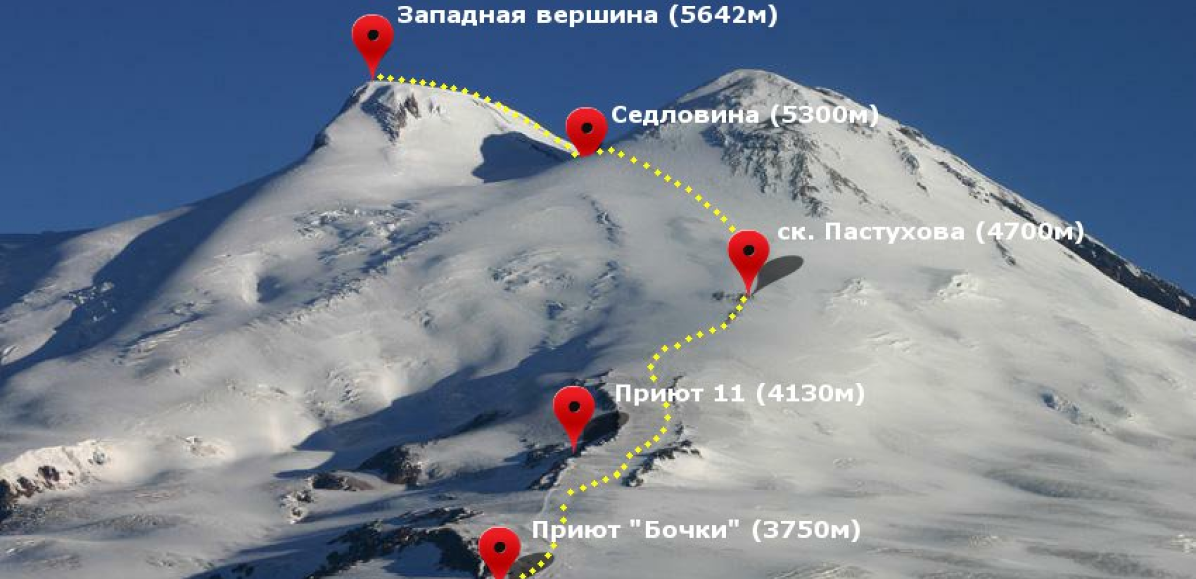 Западная вершина (5642м)
Седловина (5300м)
ск. Пастухова (4700м)
Приют 11 (4130м)
Приют "Бочки" (3750м)